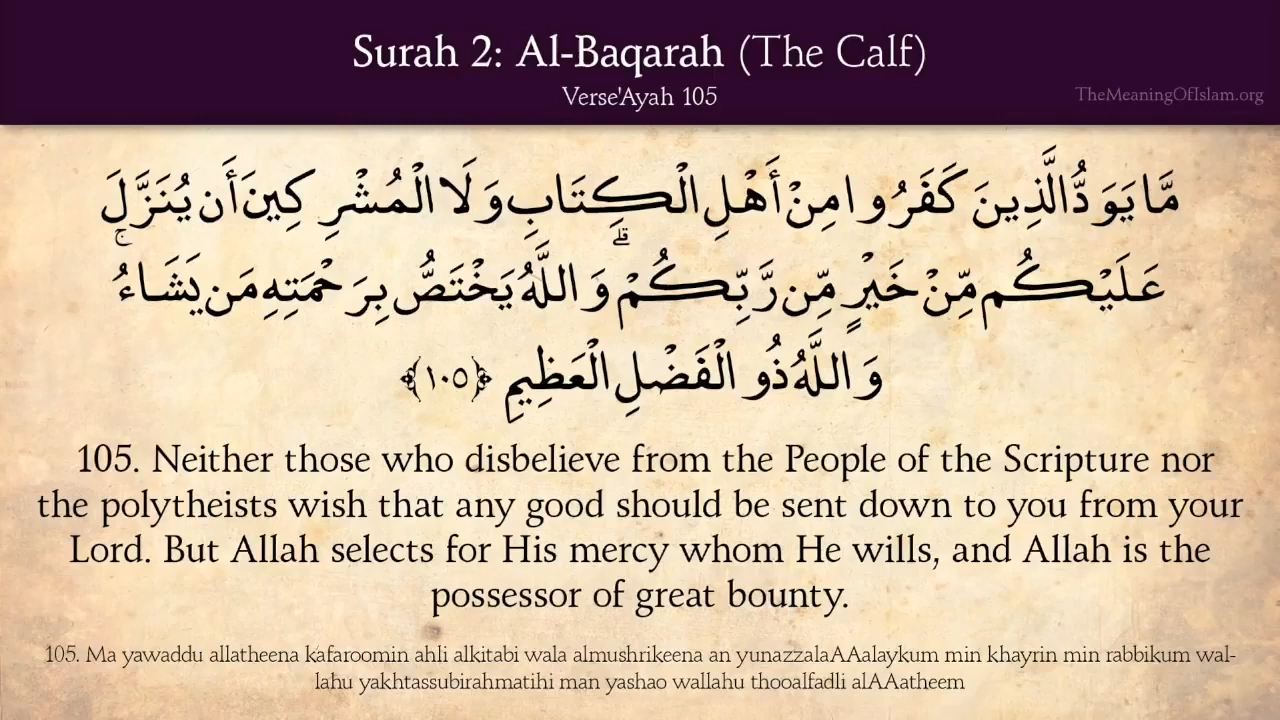 Surah 2: Al-Baqarah (The Calf)
Verse'Ayah 105
TheMeaningOfIslam.org
مَّا يَوَدُّ الَّذِينَ كَفَرُوا مِنْ أَهْلِ الْكِتَابِ وَلَا الْمُشْرِكِينَ أَن يُنَزَّلَ
عَلَيْكُم مِّنْ خَيْرٍ مِّن رَّبِّكُمْ ۗ وَاللَّهُ يَخْتَصُّ بِرَحْمَتِهِ مَن يَشَاءُ ۚ
وَاللَّهُ ذُو الْفَضْلِ الْعَظِيمِ ﴿١٠٥﴾
105. Neither those who disbelieve from the People of the Scripture nor
the polytheists wish that any good should be sent down to you from your
Lord. But Allah selects for His mercy whom He wills, and Allah is the
possessor of great bounty.
105. Ma yawaddu allatheena kafaroomin ahli alkitabi wala almushrikeena an yunazzalaAAalaykum min khayrin min rabbikum wal-
lahu yakhtassubirahmatihi man yashao wallahu thooalfadli alAAatheem